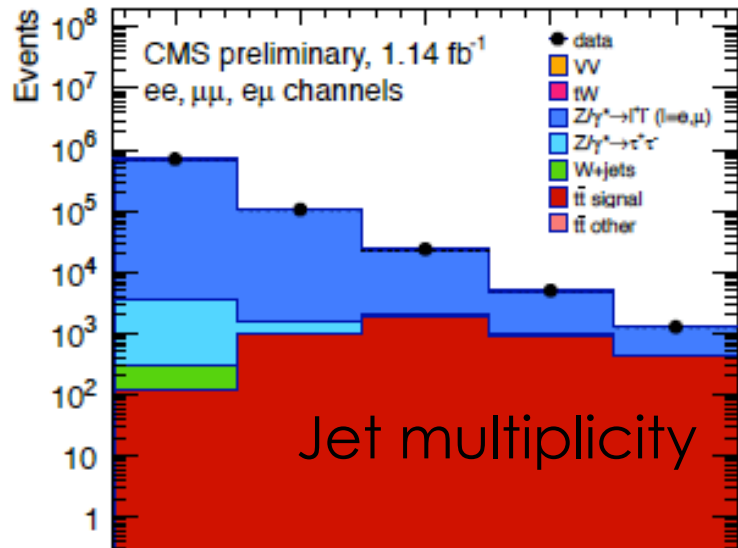 Events
10⁸
10⁷
10⁶
10⁵
10⁴
10³
10²
10
1
CMS preliminary, 1.14 fb⁻¹
ee, μμ, eμ channels
data
VV
tW
Z/γ*→l⁺l⁻ (l=e,μ)
Z/γ*→τ⁺τ⁻
W+jets
tt̄ signal
tt̄ other
Jet multiplicity